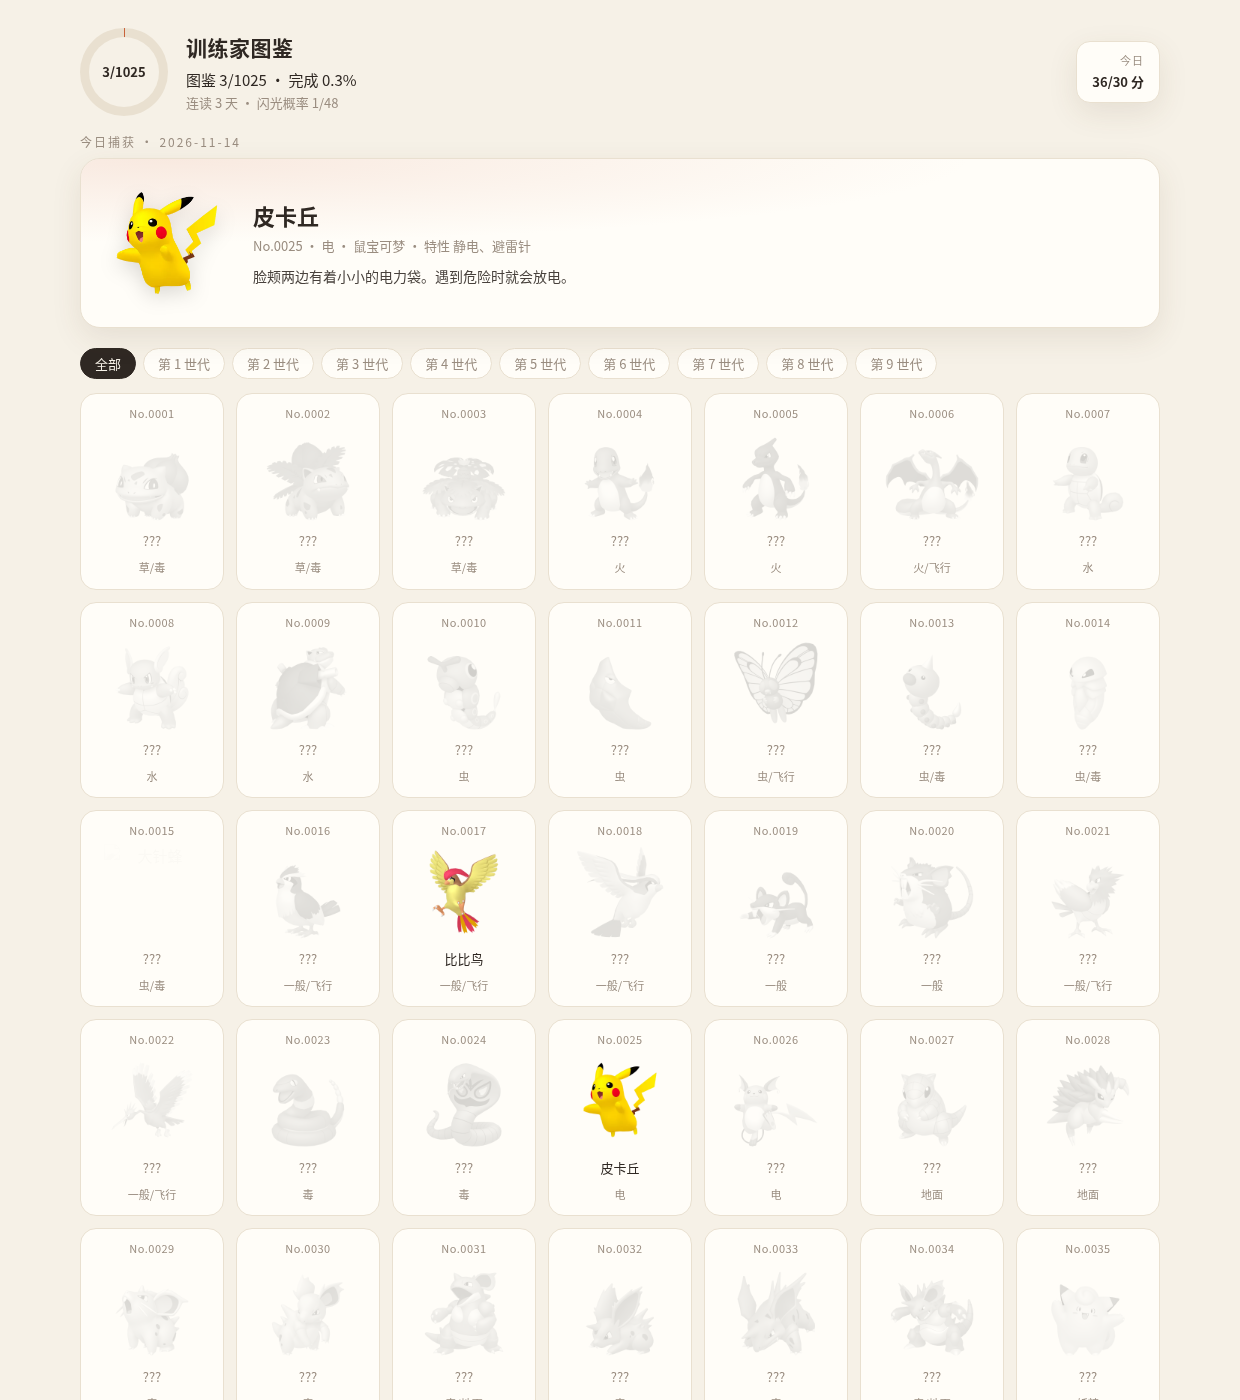 3/1025
训练家图鉴
图鉴 3/1025 · 完成 0.3%
连读 3 天 · 闪光概率 1/48
今日
36/30 分
今日捕获 · 2026-11-14
皮卡丘
No.0025 · 电 · 鼠宝可梦 · 特性 静电、避雷针
脸颊两边有着小小的电力袋。遇到危险时就会放电。
全部 第 1 世代 第 2 世代 第 3 世代 第 4 世代 第 5 世代 第 6 世代 第 7 世代 第 8 世代 第 9 世代
No.0001 No.0002 No.0003 No.0004 No.0005 No.0006 No.0007
??? ??? ??? ??? ??? ??? ???
草/毒 草/毒 草/毒 火 火 火/飞行 水
No.0008 No.0009 No.0010 No.0011 No.0012 No.0013 No.0014
??? ??? ??? ??? ??? ??? ???
水 水 虫 虫 虫/飞行 虫/毒 虫/毒
No.0015 No.0016 No.0017 No.0018 No.0019 No.0020 No.0021
??? ??? 比比鸟 ??? ??? ??? ???
虫/毒 一般/飞行 一般/飞行 一般/飞行 一般 一般 一般/飞行
No.0022 No.0023 No.0024 No.0025 No.0026 No.0027 No.0028
??? ??? ??? 皮卡丘 ??? ??? ???
一般/飞行 毒 毒 电 电 地面 地面
No.0029 No.0030 No.0031 No.0032 No.0033 No.0034 No.0035
??? ??? ??? ??? ??? ??? ???